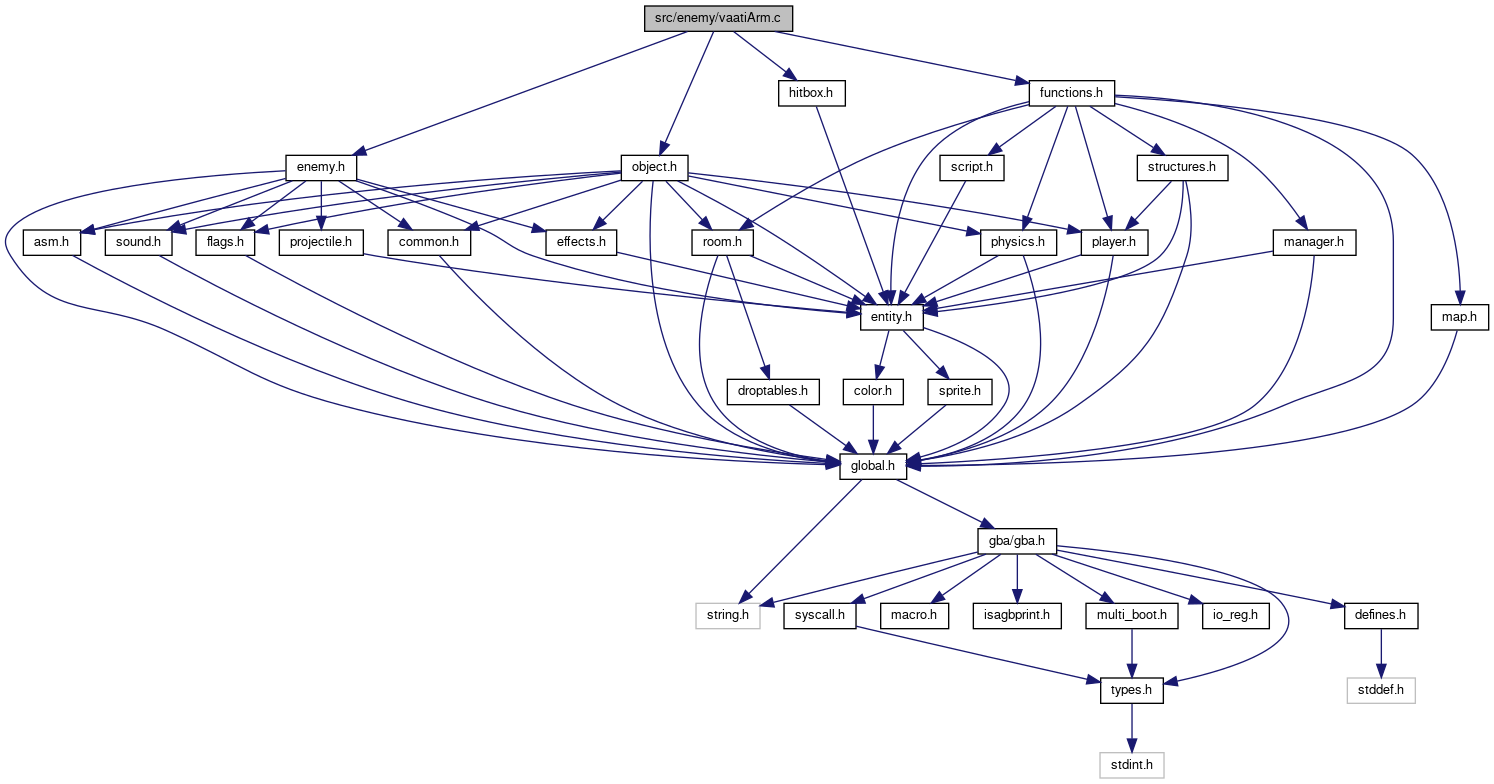 src/enemy/vaatiArm.c
hitbox.h
functions.h
enemy.h
object.h
script.h
structures.h
asm.h
sound.h
flags.h
projectile.h
common.h
effects.h
room.h
physics.h
player.h
manager.h
entity.h
map.h
droptables.h
color.h
sprite.h
global.h
gba/gba.h
string.h
syscall.h
macro.h
isagbprint.h
multi_boot.h
io_reg.h
defines.h
types.h
stddef.h
stdint.h